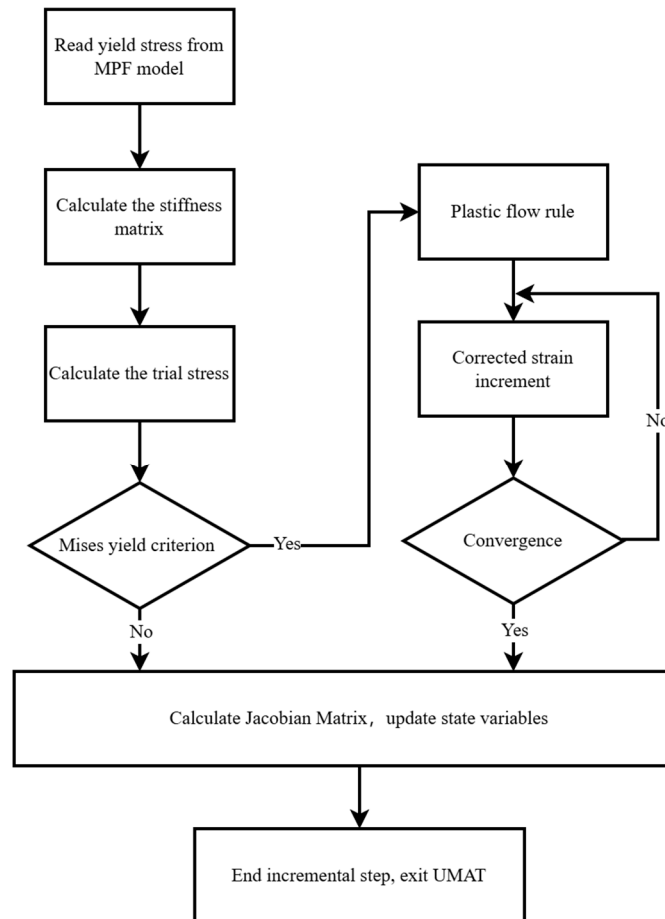 Read yield stress from
MPF model
Calculate the stiffness
matrix
Calculate the trial stress
Mises yield criterion
Yes
No
Plastic flow rule
Corrected strain
increment
No
Convergence
Yes
Calculate Jacobian Matrix，update state variables
End incremental step, exit UMAT